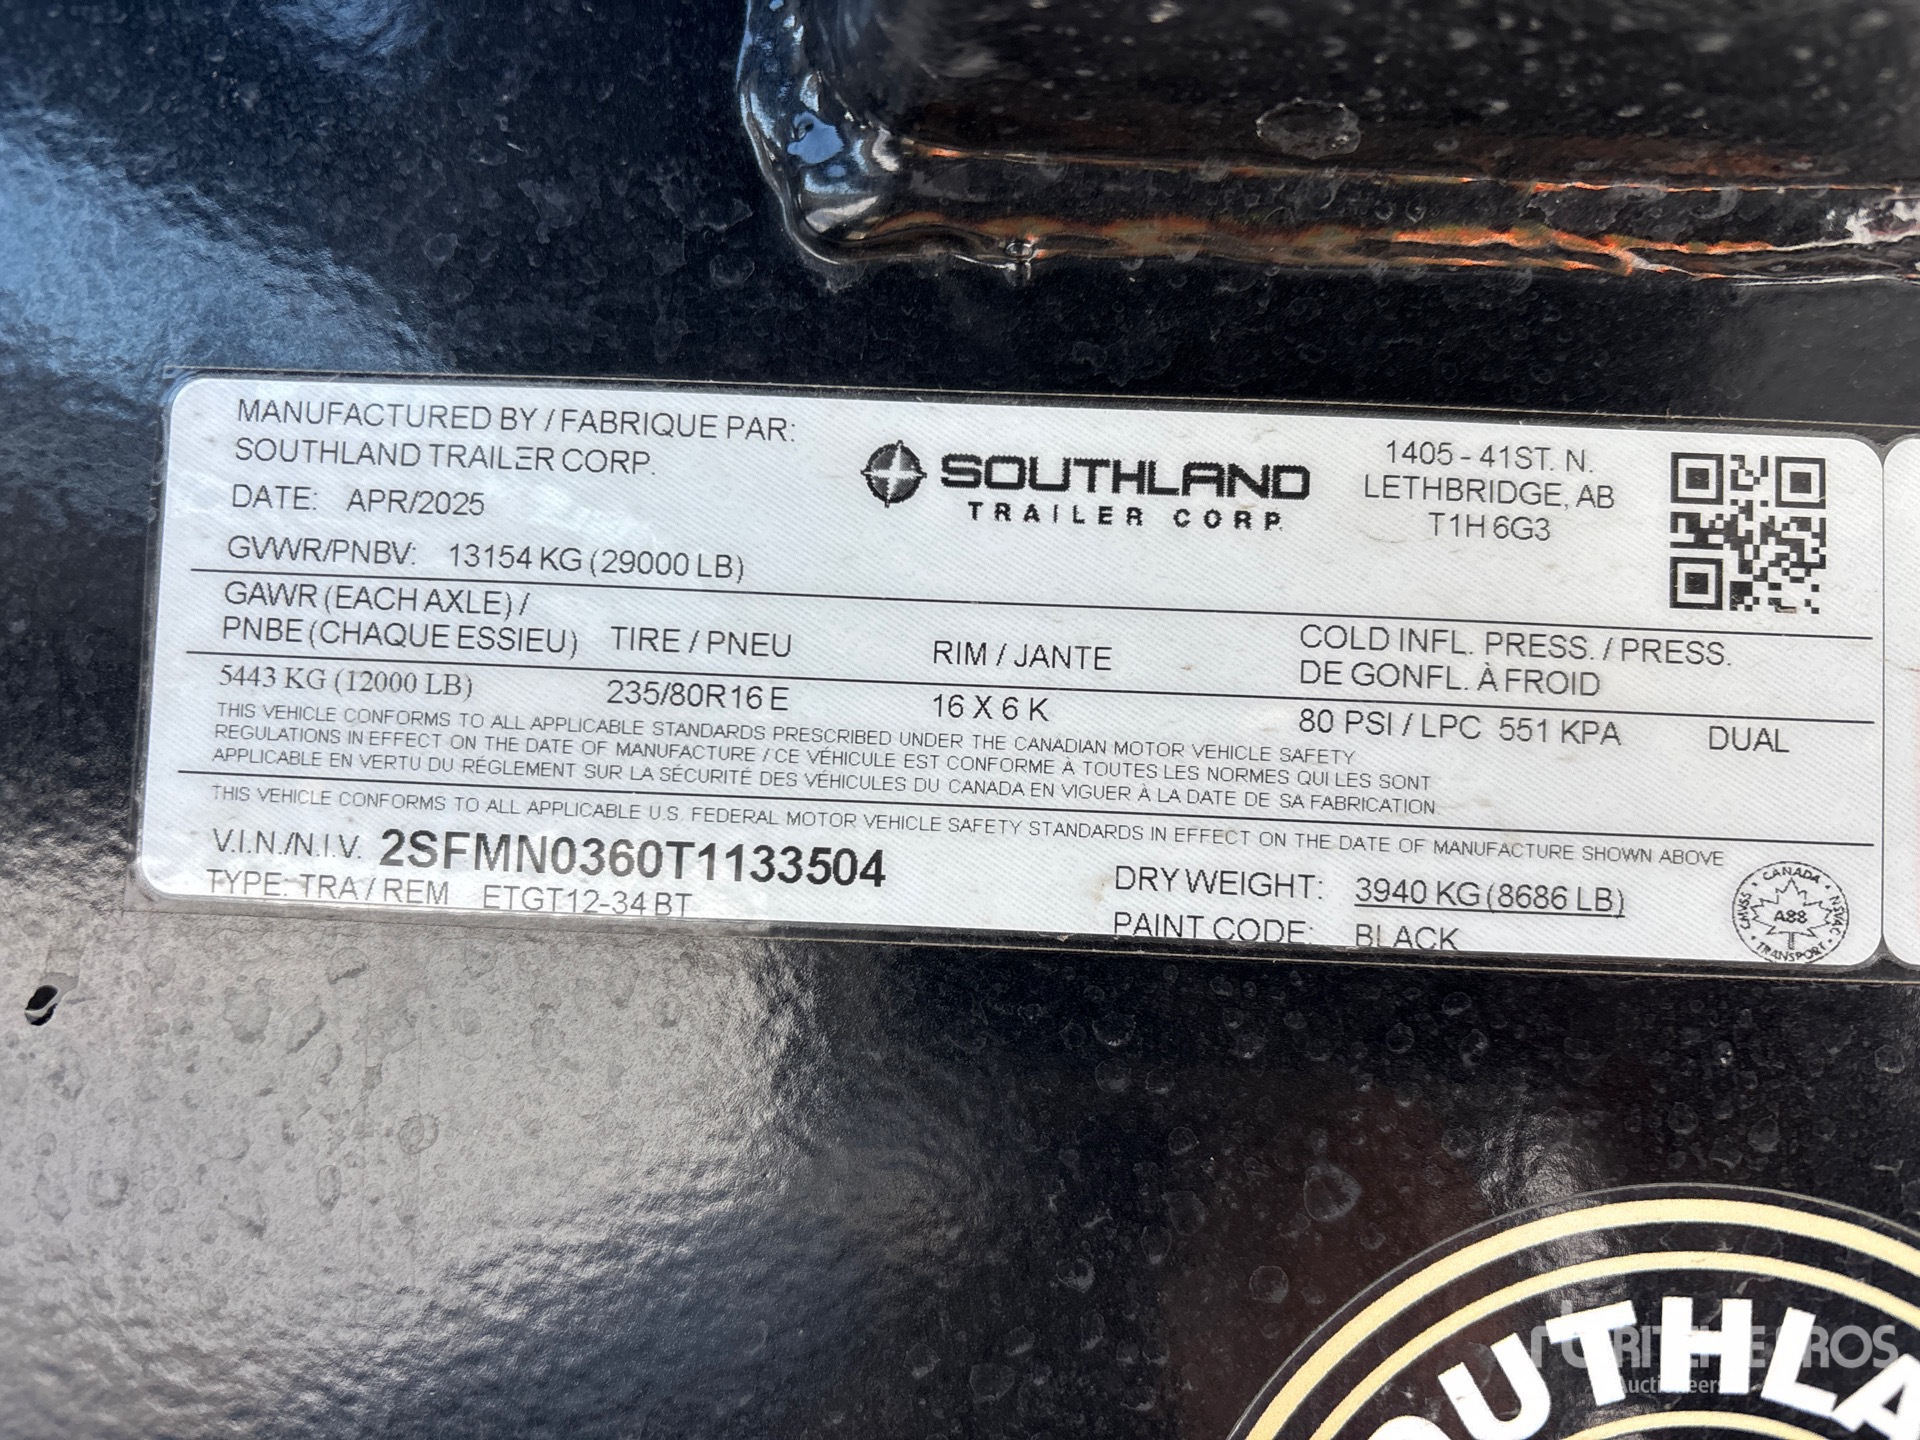 MANUFACTURED BY / FABRIQUE PAR:
SOUTHLAND TRAILER CORP.
DATE: APR/2025
GVWR/PNBV: 13154 KG (29000 LB)
SOUTHLAND
TRAILER CORP.
1405 - 41ST. N.
LETHBRIDGE, AB
T1H 6G3
GAWR (EACH AXLE) /
PNBE (CHAQUE ESSIEU)
TIRE / PNEU
RIM / JANTE
COLD INFL. PRESS. / PRESS.
DE GONFL. À FROID
5443 KG (12000 LB) 235/80R16 E 16 X 6 K 80 PSI / LPC 551 KPA DUAL
THIS VEHICLE CONFORMS TO ALL APPLICABLE STANDARDS PRESCRIBED UNDER THE CANADIAN MOTOR VEHICLE SAFETY
REGULATIONS IN EFFECT ON THE DATE OF MANUFACTURE / CE VÉHICULE EST CONFORME À TOUTES LES NORMES QUI LES SONT
APPLICABLE EN VERTU DU RÉGLEMENT SUR LA SÉCURITÉ DES VÉHICULES DU CANADA EN VIGUER À LA DATE DE SA FABRICATION
THIS VEHICLE CONFORMS TO ALL APPLICABLE U.S. FEDERAL MOTOR VEHICLE SAFETY STANDARDS IN EFFECT ON THE DATE OF MANUFACTURE SHOWN ABOVE
V.I.N./N.I.V. 2SFMN0360T1133504
TYPE: TRA / REM ETGT12-34 BT
DRY WEIGHT: 3940 KG (8686 LB)
PAINT CODE: BLACK
CANADA
CMVSS A88 NSVAC
TRANSPORT
RITCHIE BROS
Auctioneers
OUTHLA